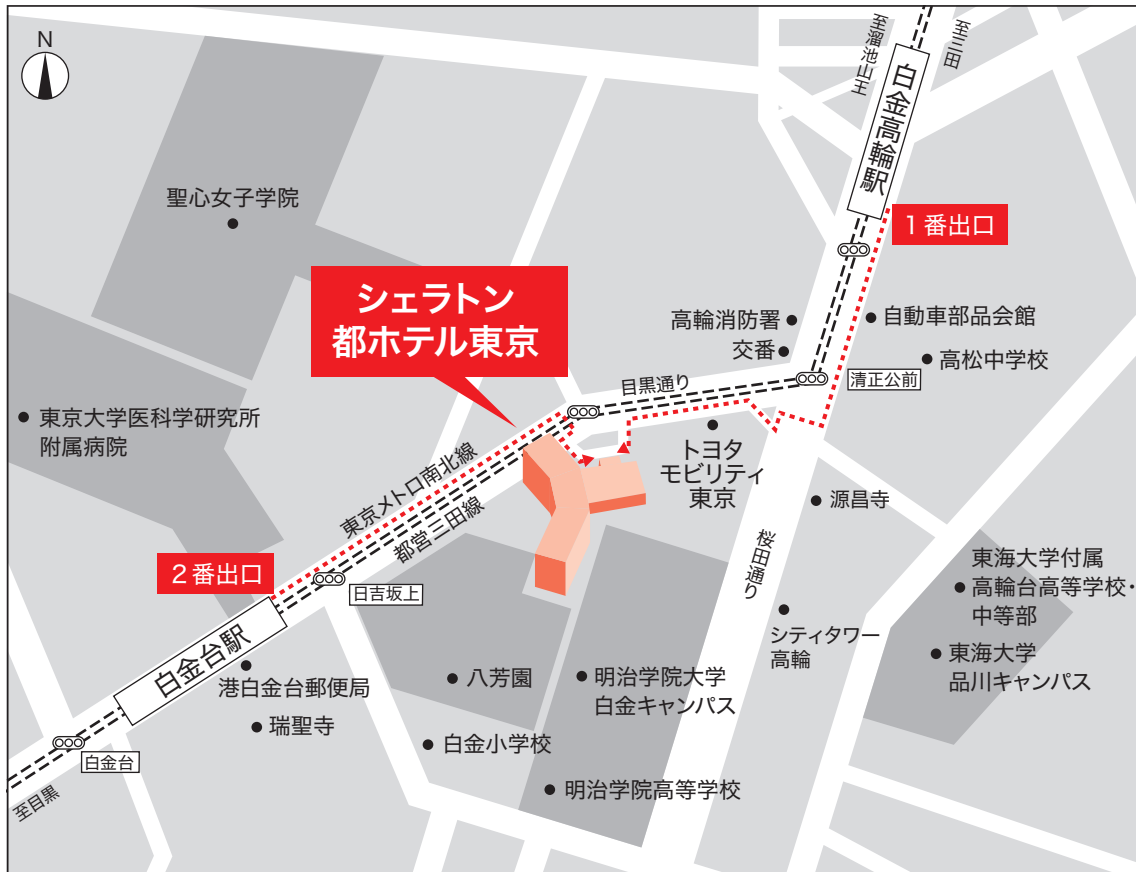 N
至溜池山王
至三田
白金高輪駅
1番出口
聖心女子学院
シェラトン
都ホテル東京
高輪消防署
交番
自動車部品会館
高松中学校
清正公前
目黒通り
東京大学医科学研究所
附属病院
トヨタ
モビリティ
東京
東京メトロ南北線
都営三田線
源昌寺
桜田通り
2番出口
日吉坂上
東海大学付属
高輪台高等学校・
中等部
シティタワー
高輪
白金台駅
港白金台郵便局
八芳園
明治学院大学
白金キャンパス
東海大学
品川キャンパス
瑞聖寺
白金小学校
白金台
明治学院高等学校
至目黒